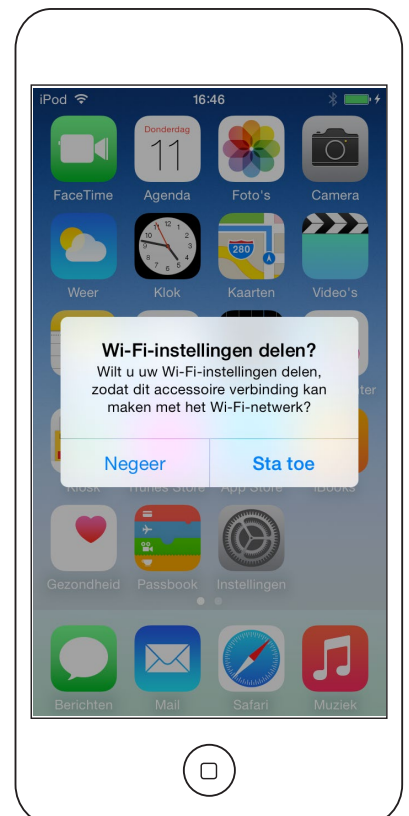 iPod 16:46
Donderdag
11
FaceTime Agenda Foto's Camera
280
Weer Klok Kaarten Video's
Wi-Fi-instellingen delen?
Wilt u uw Wi-Fi-instellingen delen,
zodat dit accessoire verbinding kan
maken met het Wi-Fi-netwerk?
Negeer Sta toe
Kiosk iTunes Store App Store iBooks
Gezondheid Passbook Instellingen
Berichten Mail Safari Muziek